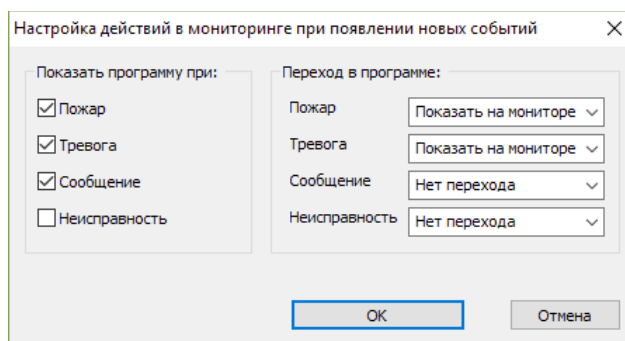 Настройка действий в мониторинге при появлении новых событий
Показать программу при:
Пожар
Тревога
Сообщение
Неисправность
Переход в программе:
Пожар Показать на мониторе
Тревога Показать на мониторе
Сообщение Нет перехода
Неисправность Нет перехода
OK Отмена